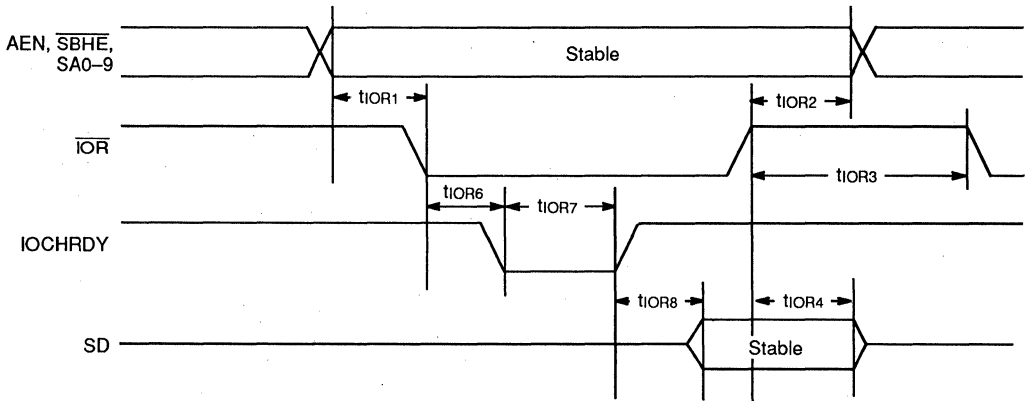 AEN, SBHE,
SA0–9
Stable
tIOR1
tIOR2
IOR
tIOR3
tIOR6
tIOR7
IOCHRDY
tIOR8
tIOR4
SD
Stable